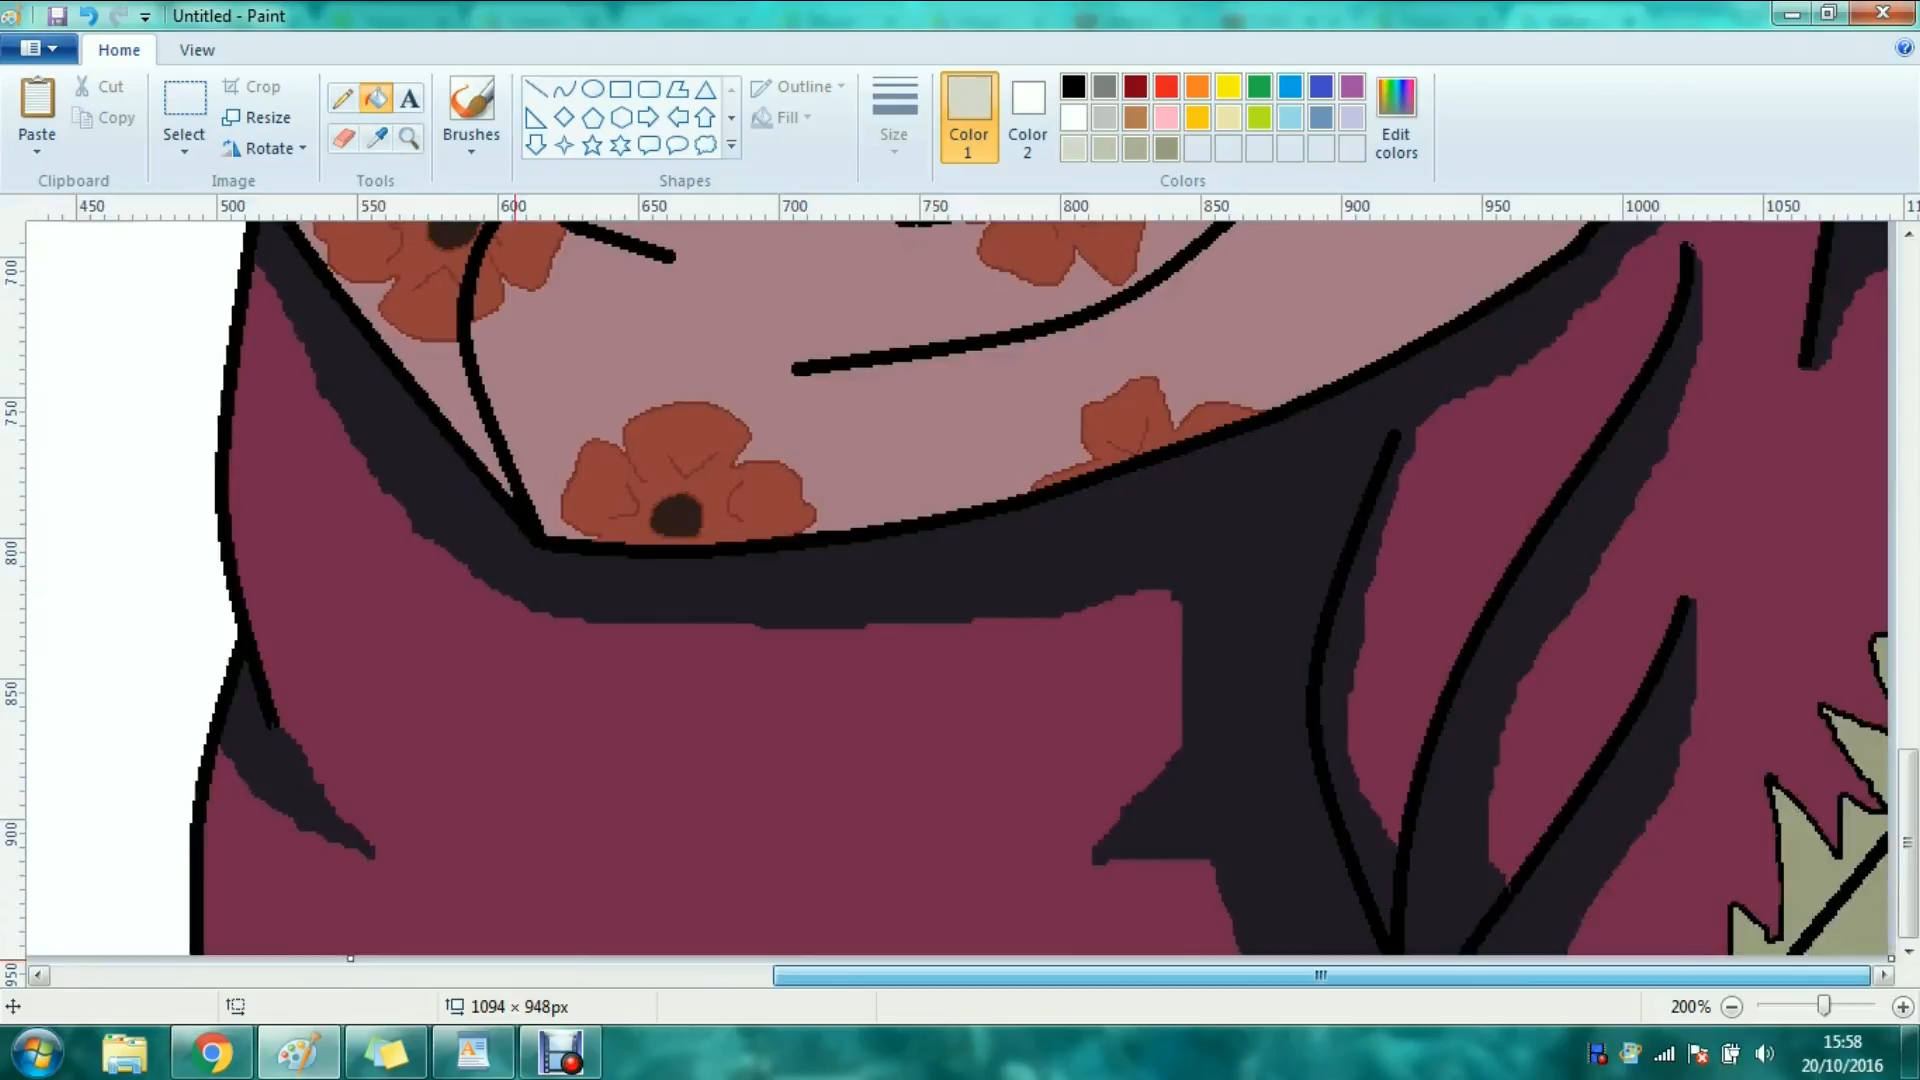 Untitled - Paint
Home View
Paste
Cut
Copy
Clipboard
Select
Crop
Resize
Rotate
Image
A
Tools
Brushes
Shapes
Outline
Fill
Size
Color
1
Color
2
Edit
colors
Colors
450 500 550 600 650 700 750 800 850 900 950 1000 1050 11
700
750
800
850
900
950
1094 × 948px
200%
15:58
20/10/2016